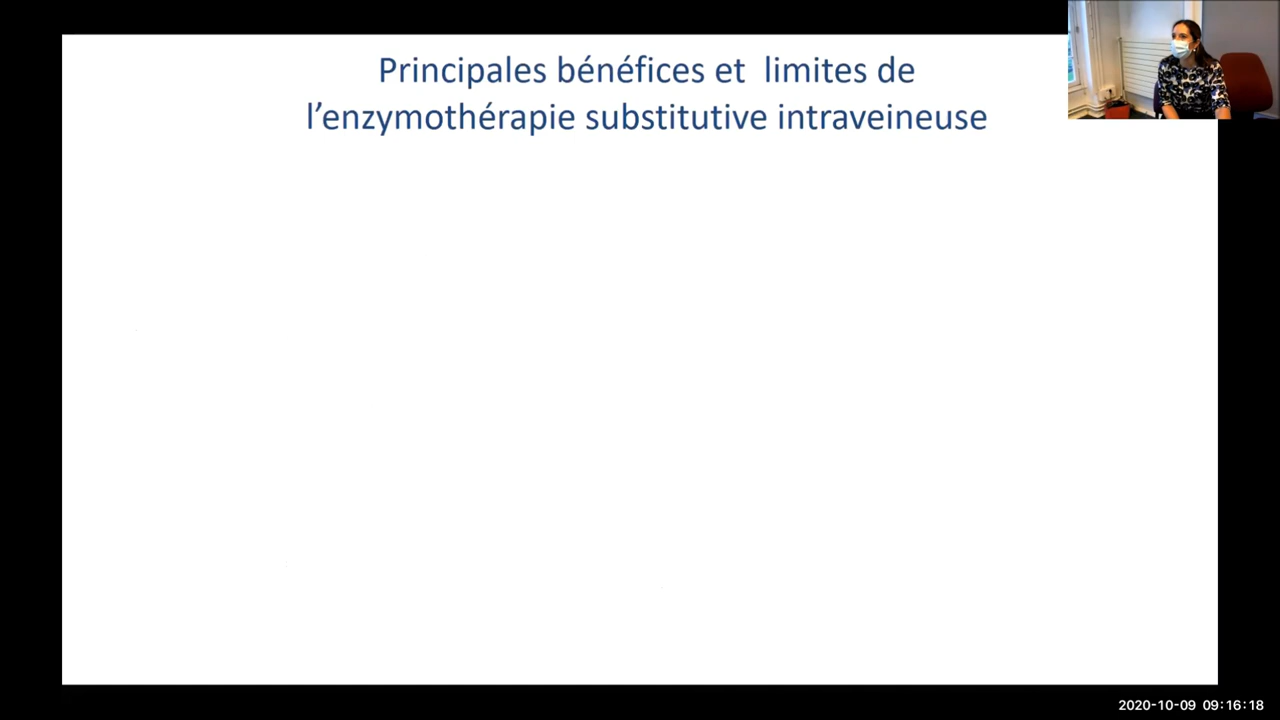 Principales bénéfices et  limites de
l’enzymothérapie substitutive intraveineuse
2020-10-09 09:16:18